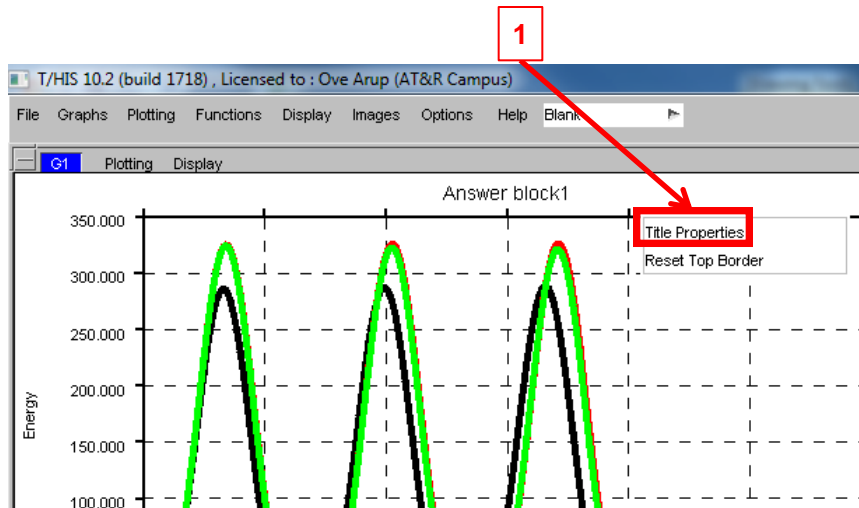 1
T/HIS 10.2 (build 1718) , Licensed to : Ove Arup (AT&R Campus)
File Graphs Plotting Functions Display Images Options Help Blank
G1 Plotting Display
Answer block1
Title Properties
Reset Top Border
350.000
300.000
250.000
200.000
150.000
100.000
Energy